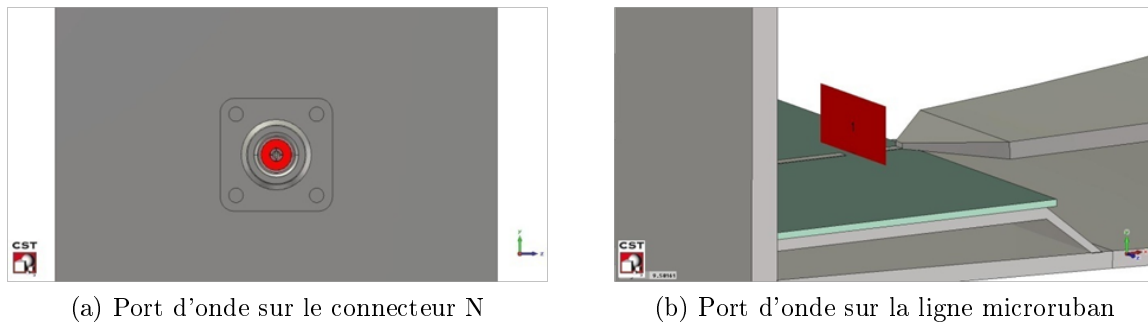 CST
CST
1
(a) Port d'onde sur le connecteur N
(b) Port d'onde sur la ligne microruban